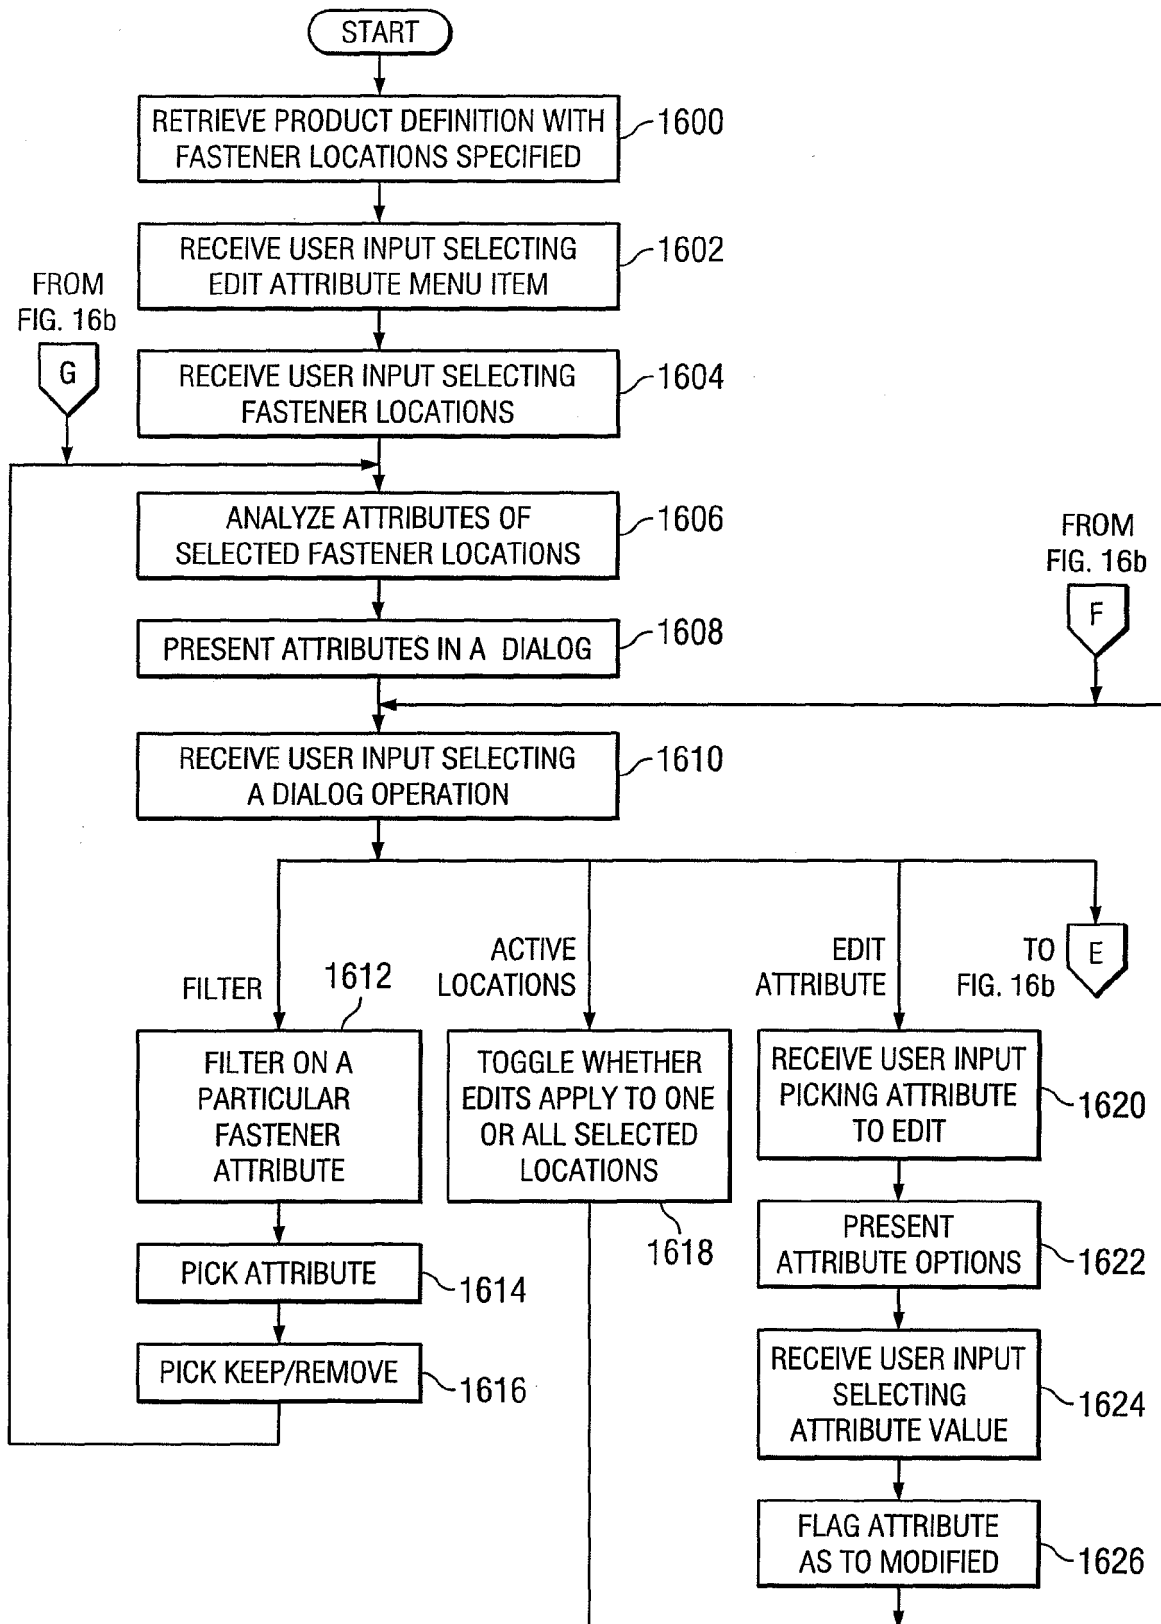 START
RETRIEVE PRODUCT DEFINITION WITH
FASTENER LOCATIONS SPECIFIED
1600
RECEIVE USER INPUT SELECTING
EDIT ATTRIBUTE MENU ITEM
1602
FROM
FIG. 16b
G
RECEIVE USER INPUT SELECTING
FASTENER LOCATIONS
1604
ANALYZE ATTRIBUTES OF
SELECTED FASTENER LOCATIONS
1606
FROM
FIG. 16b
F
PRESENT ATTRIBUTES IN A DIALOG
1608
RECEIVE USER INPUT SELECTING
A DIALOG OPERATION
1610
FILTER
1612
ACTIVE
LOCATIONS
EDIT
ATTRIBUTE
TO
FIG. 16b
E
FILTER ON A
PARTICULAR
FASTENER
ATTRIBUTE
TOGGLE WHETHER
EDITS APPLY TO ONE
OR ALL SELECTED
LOCATIONS
1618
RECEIVE USER INPUT
PICKING ATTRIBUTE
TO EDIT
1620
PICK ATTRIBUTE
1614
PRESENT
ATTRIBUTE OPTIONS
1622
PICK KEEP/REMOVE
1616
RECEIVE USER INPUT
SELECTING
ATTRIBUTE VALUE
1624
FLAG ATTRIBUTE
AS TO MODIFIED
1626